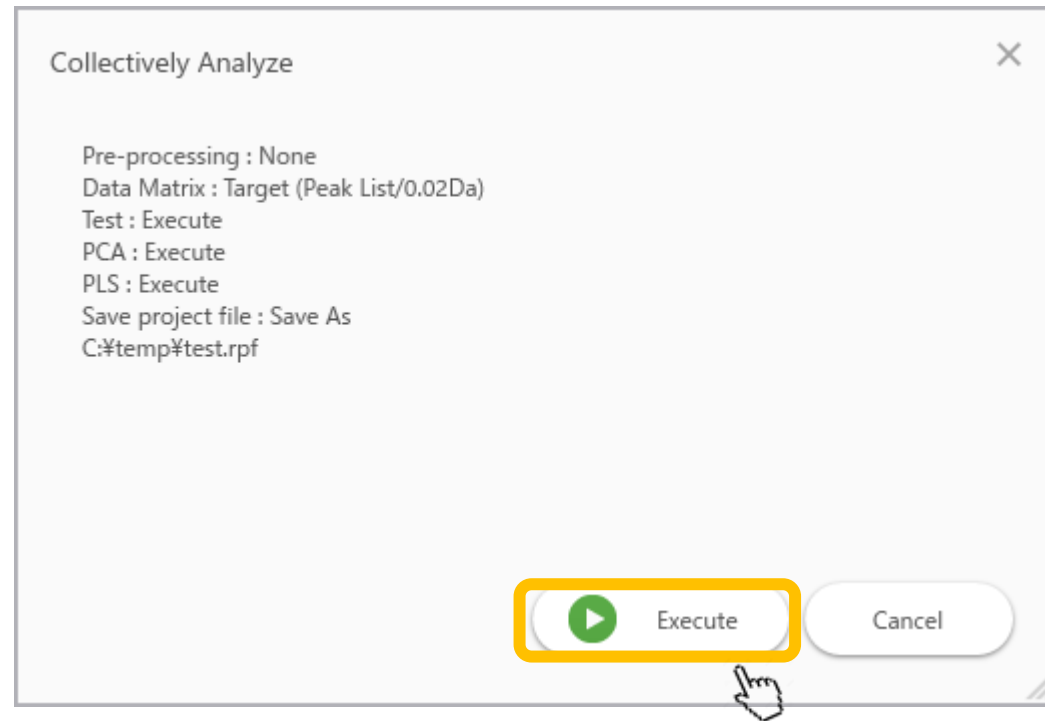 Collectively Analyze
Pre-processing : None
Data Matrix : Target (Peak List/0.02Da)
Test : Execute
PCA : Execute
PLS : Execute
Save project file : Save As
C:¥temp¥test.rpf
Execute
Cancel